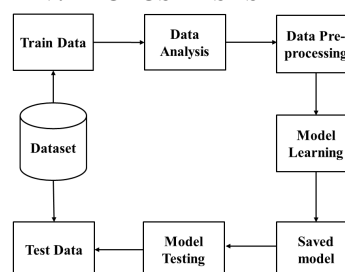 Train Data
Data
Analysis
Data Pre-
processing
Dataset
Model
Learning
Test Data
Model
Testing
Saved
model